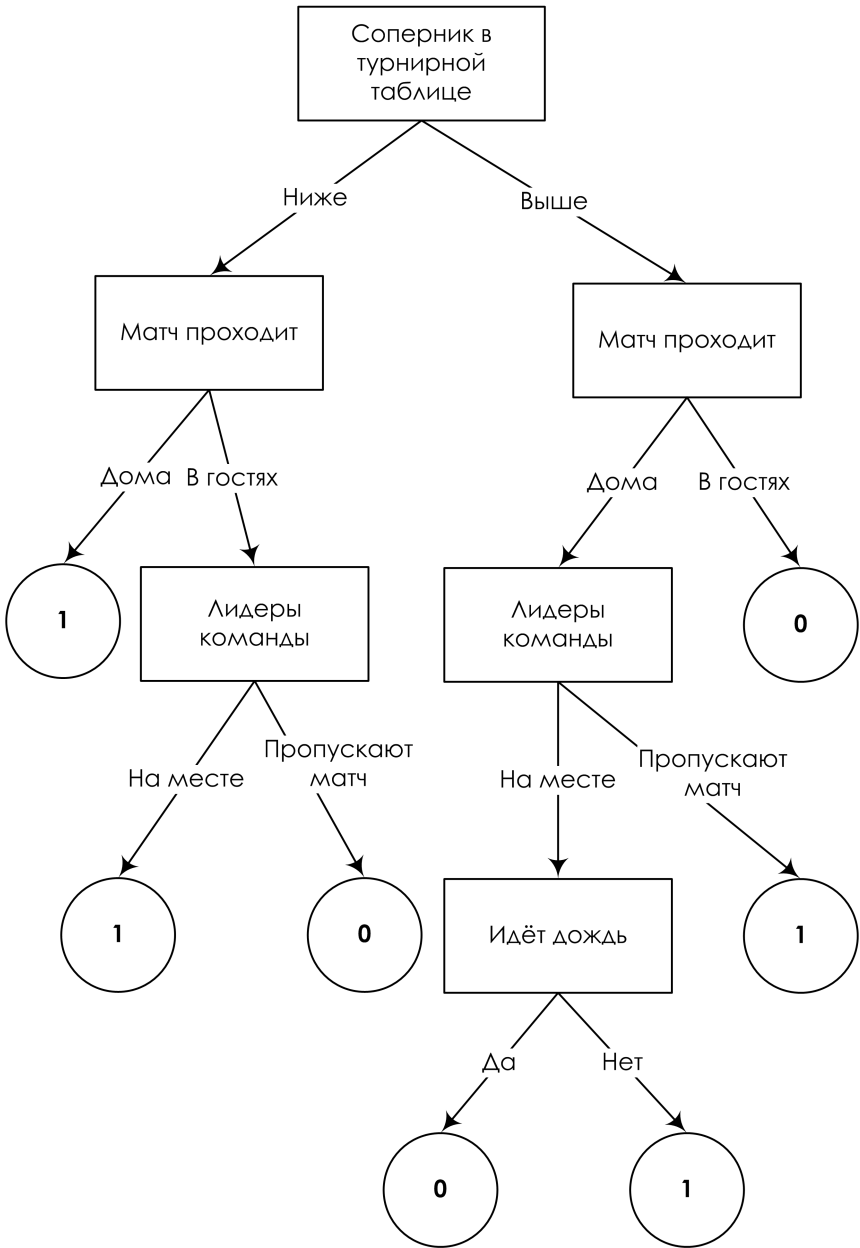 Соперник в
турнирной
таблице
Ниже
Выше
Матч проходит
Матч проходит
Дома
В гостях
Дома
В гостях
1
Лидеры
команды
Лидеры
команды
0
На месте
Пропускают
матч
На месте
Пропускают
матч
1
0
Идёт дождь
1
Да
Нет
0
1